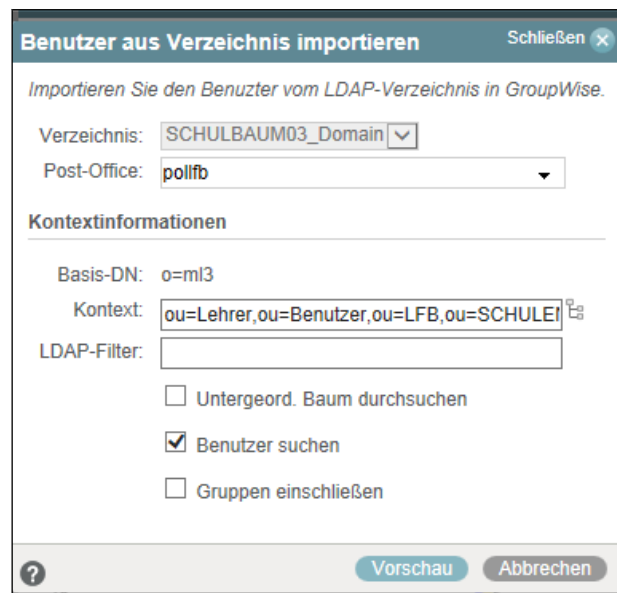 Benutzer aus Verzeichnis importieren Schließen
Importieren Sie den Benuzter vom LDAP-Verzeichnis in GroupWise.
Verzeichnis: SCHULBAUM03_Domain
Post-Office: pollfb
Kontextinformationen
Basis-DN: o=ml3
Kontext: ou=Lehrer,ou=Benutzer,ou=LFB,ou=SCHULE
LDAP-Filter:
Untergeord. Baum durchsuchen
Benutzer suchen
Gruppen einschließen
? Vorschau Abbrechen